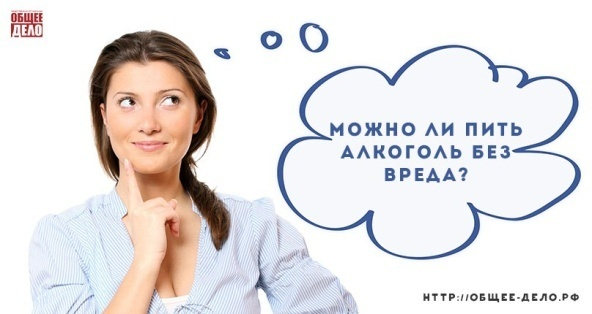 ОБЩЕЕ
ДЕЛО
МОЖНО ЛИ ПИТЬ
АЛКОГОЛЬ БЕЗ
ВРЕДА?
HTTP://ОБЩЕЕ-ДЕЛО.РФ